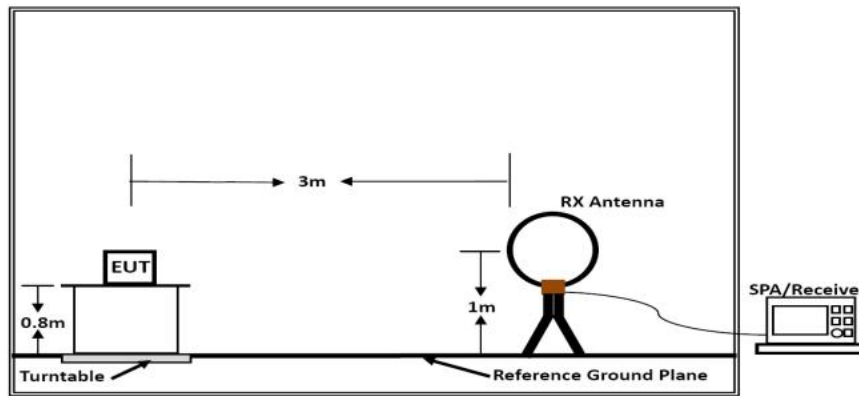 3m
RX Antenna
EUT
SPA/Receive
0.8m
1m
Turntable
Reference Ground Plane